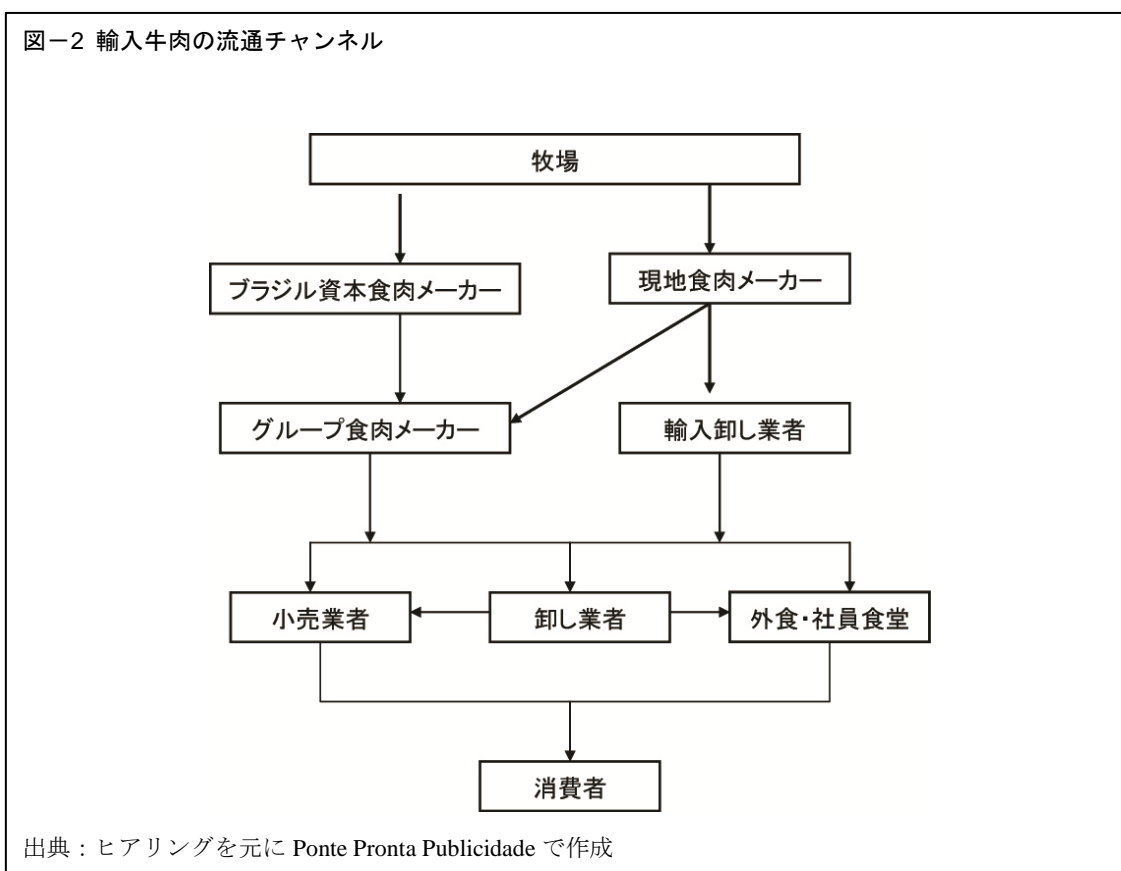 図－2 輸入牛肉の流通チャンネル
牧場
ブラジル資本食肉メーカー
現地食肉メーカー
グループ食肉メーカー
輸入卸し業者
小売業者
卸し業者
外食・社員食堂
消費者
出典：ヒアリングを元に Ponte Pronta Publicidade で作成